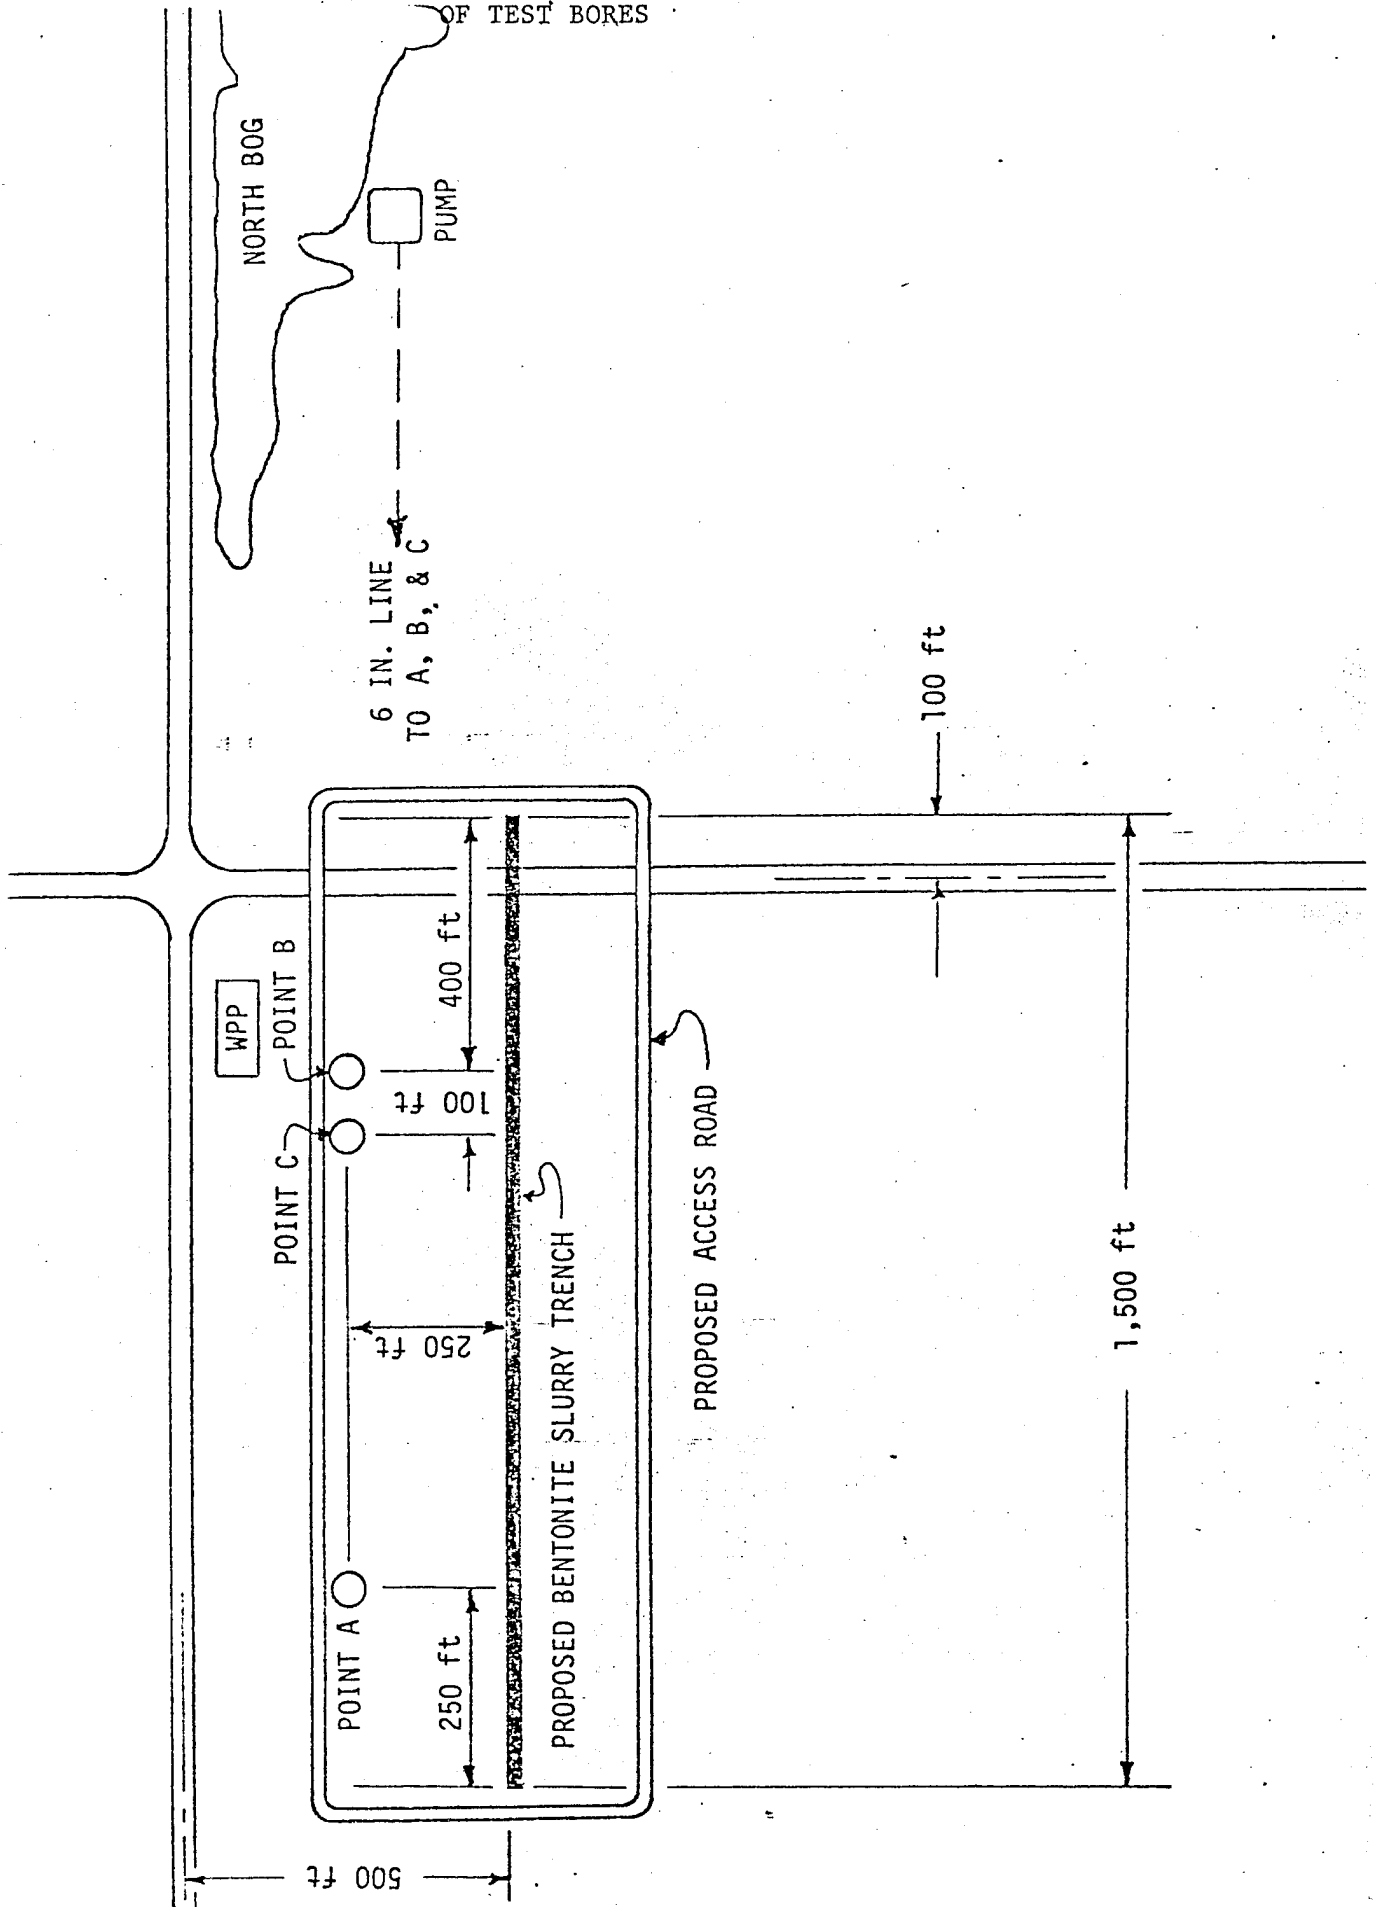 OF TEST BORES
NORTH BOG
PUMP
6 IN. LINE
TO A, B, & C
100 ft
WPP
POINT B
400 ft
100 ft
POINT C
250 ft
PROPOSED ACCESS ROAD
1,500 ft
POINT A
250 ft
PROPOSED BENTONITE SLURRY TRENCH
500 ft